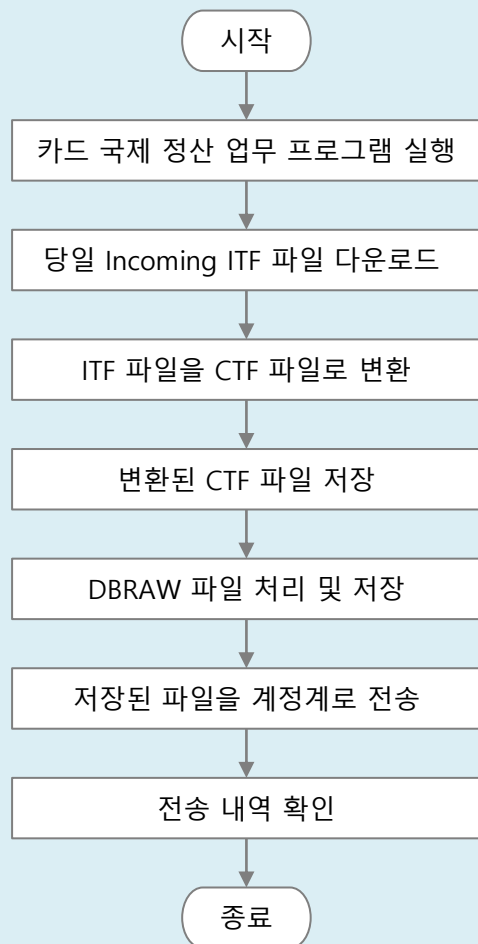 시작
카드 국제 정산 업무 프로그램 실행
당일 Incoming ITF 파일 다운로드
ITF 파일을 CTF 파일로 변환
변환된 CTF 파일 저장
DBRAW 파일 처리 및 저장
저장된 파일을 계정계로 전송
전송 내역 확인
종료